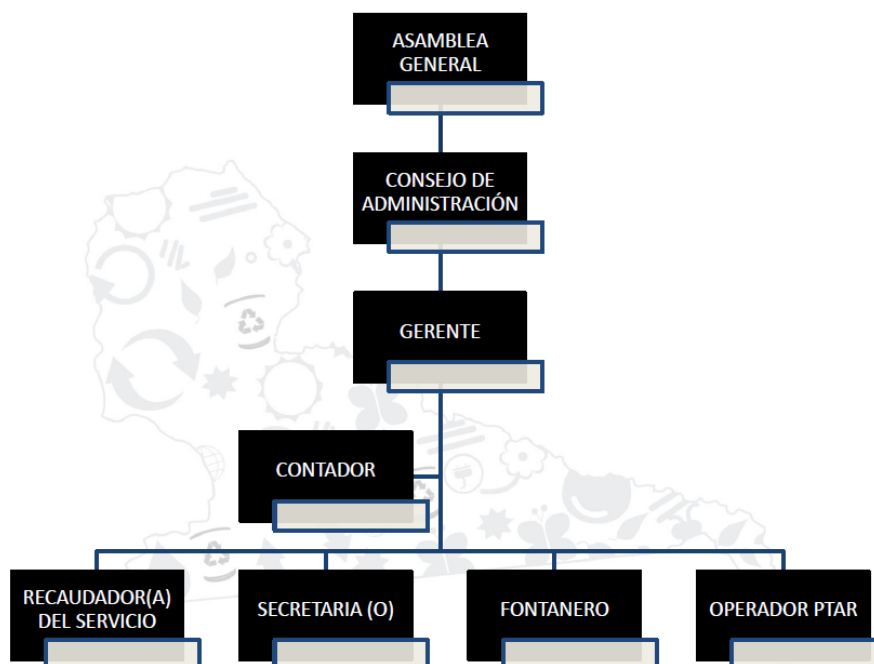 ASAMBLEA
GENERAL
CONSEJO DE
ADMINISTRACIÓN
GERENTE
CONTADOR
RECAUDADOR(A)
DEL SERVICIO
SECRETARIA (O)
FONTANERO
OPERADOR PTAR